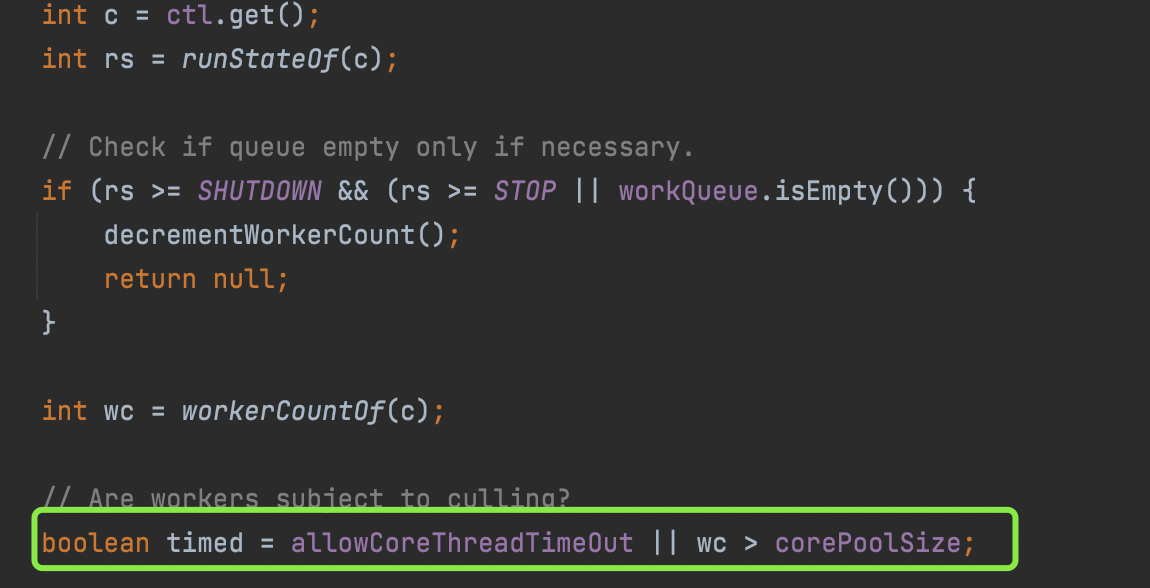 int c = ctl.get();
int rs = runStateOf(c);
// Check if queue empty only if necessary.
if (rs >= SHUTDOWN && (rs >= STOP || workQueue.isEmpty())) {
decrementWorkerCount();
return null;
}
int wc = workerCountOf(c);
// Are workers subject to culling?
boolean timed = allowCoreThreadTimeOut || wc > corePoolSize;